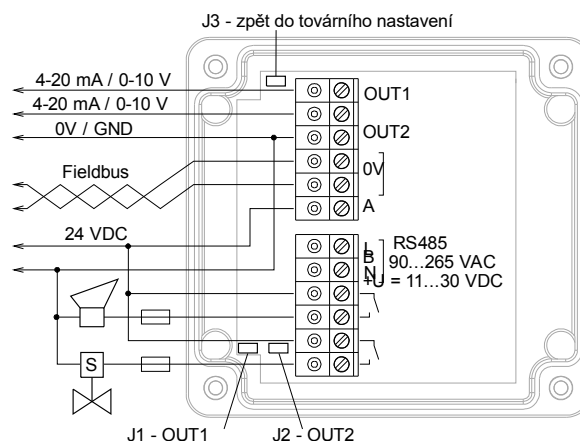 J3 - zpět do továrního nastavení
4-20 mA / 0-10 V
OUT1
4-20 mA / 0-10 V
0V / GND
OUT2
Fieldbus
0V
A
24 VDC
L
RS485
B
90...265 VAC
N
+U = 11...30 VDC
S
J1 - OUT1
J2 - OUT2